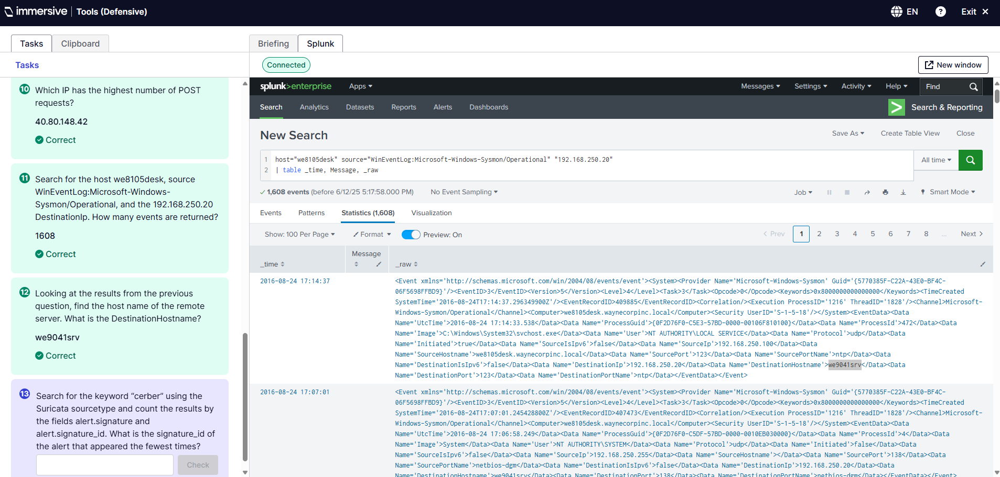 immersive | Tools (Defensive)
EN
?
Exit ×
Tasks
Clipboard
Briefing
Splunk
Tasks
Connected
New window
10
Which IP has the highest number of POST
requests?
40.80.148.42
Correct
11
Search for the host we8105desk, source
WinEventLog:Microsoft-Windows-
Sysmon/Operational, and the 192.168.250.20
DestinationIp. How many events are returned?
1608
Correct
12
Looking at the results from the previous
question, find the host name of the remote
server. What is the DestinationHostname?
we9041srv
Correct
13
Search for the keyword “cerber” using the
Suricata sourcetype and count the results by
the fields alert.signature and
alert.signature_id. What is the signature_id of
the alert that appeared the fewest times?
Check
splunk>enterprise
Apps
Messages
Settings
Activity
Help
Find
Search
Analytics
Datasets
Reports
Alerts
Dashboards
Search & Reporting
New Search
Save As
Create Table View
Close
1 host="we8105desk" source="WinEventLog:Microsoft-Windows-Sysmon/Operational" "192.168.250.20"
2 | table _time, Message, _raw
All time
1,608 events (before 6/12/25 5:17:58.000 PM)
No Event Sampling
Job
Smart Mode
Events
Patterns
Statistics (1,608)
Visualization
Show: 100 Per Page
Format
Preview: On
< Prev 1 2 3 4 5 6 7 8 ... Next >
_time
Message
_raw
2016-08-24 17:14:37
<Event xmlns='http://schemas.microsoft.com/win/2004/08/events/event'><System><Provider Name='Microsoft-Windows-Sysmon' Guid='{5770385F-C22A-43E0-BF4C-
06F5698FFBD9}'/><EventID>3</EventID><Version>5</Version><Level>4</Level><Task>3</Task><Opcode>0</Opcode><Keywords>0x8000000000000000</Keywords><TimeCreated
SystemTime='2016-08-24T17:14:37.296349900Z'/><EventRecordID>409885</EventRecordID><Correlation/><Execution ProcessID='1216' ThreadID='1828'/><Channel>Microsoft-
Windows-Sysmon/Operational</Channel><Computer>we8105desk.waynecorpinc.local</Computer><Security UserID='S-1-5-18'/></System><EventData><Data
Name='UtcTime'>2016-08-24 17:14:33.538</Data><Data Name='ProcessGuid'>{0F2D76F0-C5E3-57BD-0000-00106F810100}</Data><Data Name='ProcessId'>472</Data><Data
Name='Image'>C:\Windows\System32\svchost.exe</Data><Data Name='User'>NT AUTHORITY\LOCAL SERVICE</Data><Data Name='Protocol'>udp</Data><Data
Name='Initiated'>true</Data><Data Name='SourceIsIpv6'>false</Data><Data Name='SourceIp'>192.168.250.100</Data><Data
Name='SourceHostname'>we8105desk.waynecorpinc.local</Data><Data Name='SourcePort'>123</Data><Data Name='SourcePortName'>ntp</Data><Data
Name='DestinationIsIpv6'>false</Data><Data Name='DestinationIp'>192.168.250.20</Data><Data Name='DestinationHostname'>we9041srv</Data><Data
Name='DestinationPort'>123</Data><Data Name='DestinationPortName'>ntp</Data></EventData></Event>
2016-08-24 17:07:01
<Event xmlns='http://schemas.microsoft.com/win/2004/08/events/event'><System><Provider Name='Microsoft-Windows-Sysmon' Guid='{5770385F-C22A-43E0-BF4C-
06F5698FFBD9}'/><EventID>3</EventID><Version>5</Version><Level>4</Level><Task>3</Task><Opcode>0</Opcode><Keywords>0x8000000000000000</Keywords><TimeCreated
SystemTime='2016-08-24T17:07:01.245428800Z'/><EventRecordID>407473</EventRecordID><Correlation/><Execution ProcessID='1216' ThreadID='1828'/><Channel>Microsoft-
Windows-Sysmon/Operational</Channel><Computer>we8105desk.waynecorpinc.local</Computer><Security UserID='S-1-5-18'/></System><EventData><Data
Name='UtcTime'>2016-08-24 17:06:58.249</Data><Data Name='ProcessGuid'>{0F2D76F0-C5DF-57BD-0000-0010EB030000}</Data><Data Name='ProcessId'>4</Data><Data
Name='Image'>System</Data><Data Name='User'>NT AUTHORITY\SYSTEM</Data><Data Name='Protocol'>udp</Data><Data Name='Initiated'>false</Data><Data
Name='SourceIsIpv6'>false</Data><Data Name='SourceIp'>192.168.250.255</Data><Data Name='SourceHostname'></Data><Data Name='SourcePort'>138</Data><Data
Name='SourcePortName'>netbios-dgm</Data><Data Name='DestinationIsIpv6'>false</Data><Data Name='DestinationIp'>192.168.250.20</Data><Data
Name='DestinationHostname'>we9041srv</Data><Data Name='DestinationPort'>138</Data><Data Name='DestinationPortName'>netbios-dgm</Data></EventData></Event>